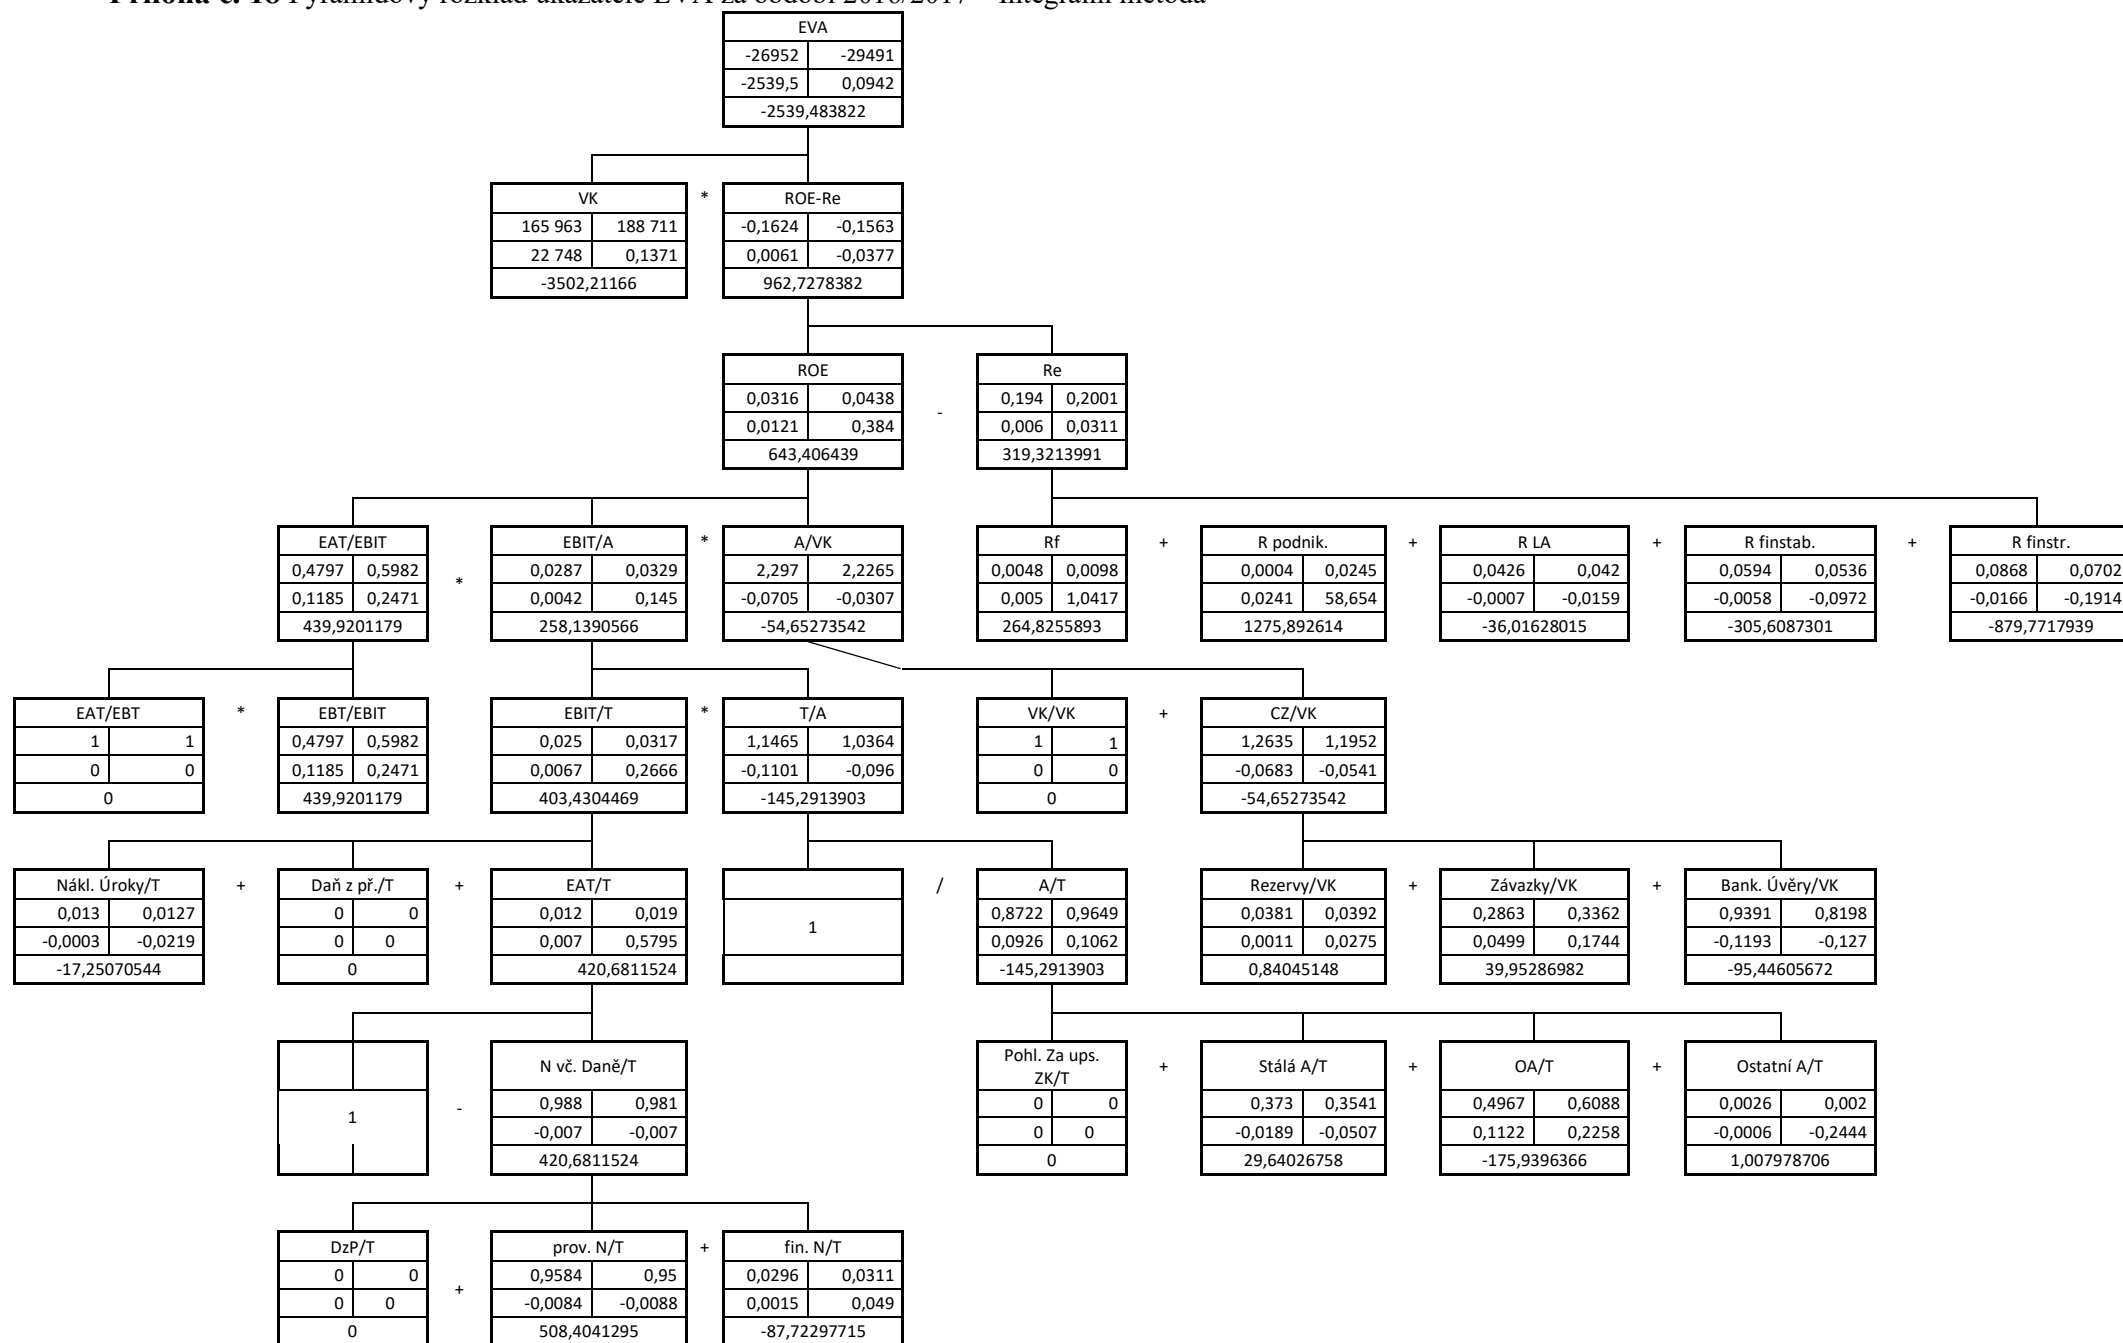 Příloha č. 18 Pyramidový rozklad ukazatele EVA za období 2016/2017 – Integrální metoda
EVA
-26952 -29491
-2539,5 0,0942
-2539,483822
VK * ROE-Re
165 963 188 711 -0,1624 -0,1563
22 748 0,1371 0,0061 -0,0377
-3502,21166 962,7278382
ROE Re
0,0316 0,0438 - 0,194 0,2001
0,0121 0,384 0,006 0,0311
643,406439 319,3213991
EAT/EBIT EBIT/A * A/VK Rf + R podnik. + R LA + R finstab. + R finstr.
0,4797 0,5982 * 0,0287 0,0329 2,297 2,2265 0,0048 0,0098 0,0004 0,0245 0,0426 0,042 0,0594 0,0536 0,0868 0,0702
0,1185 0,2471 0,0042 0,145 -0,0705 -0,0307 0,005 1,0417 0,0241 58,654 -0,0007 -0,0159 -0,0058 -0,0972 -0,0166 -0,1914
439,9201179 258,1390566 -54,65273542 264,8255893 1275,892614 -36,01628015 -305,6087301 -879,7717939
EAT/EBT * EBT/EBIT EBIT/T * T/A VK/VK + CZ/VK
1 1 0,4797 0,5982 0,025 0,0317 1,1465 1,0364 1 1 1,2635 1,1952
0 0 0,1185 0,2471 0,0067 0,2666 -0,1101 -0,096 0 0 -0,0683 -0,0541
0 439,9201179 403,4304469 -145,2913903 0 -54,65273542
Nákl. Úroky/T + Daň z př./T + EAT/T / A/T Rezervy/VK + Závazky/VK + Bank. Úvěry/VK
0,013 0,0127 0 0 0,012 0,019 1 0,8722 0,9649 0,0381 0,0392 0,2863 0,3362 0,9391 0,8198
-0,0003 -0,0219 0 0 0,007 0,5795 0,0926 0,1062 0,0011 0,0275 0,0499 0,1744 -0,1193 -0,127
-17,25070544 0 420,6811524 -145,2913903 0,84045148 39,95286982 -95,44605672
N vč. Daně/T Pohl. Za ups.
ZK/T + Stálá A/T + OA/T + Ostatní A/T
1 - 0,988 0,981 0 0 0,373 0,3541 0,4967 0,6088 0,0026 0,002
-0,007 -0,007 0 0 -0,0189 -0,0507 0,1122 0,2258 -0,0006 -0,2444
420,6811524 0 29,64026758 -175,9396366 1,007978706
DzP/T prov. N/T + fin. N/T
0 0 + 0,9584 0,95 0,0296 0,0311
0 0 -0,0084 -0,0088 0,0015 0,049
0 508,4041295 -87,72297715